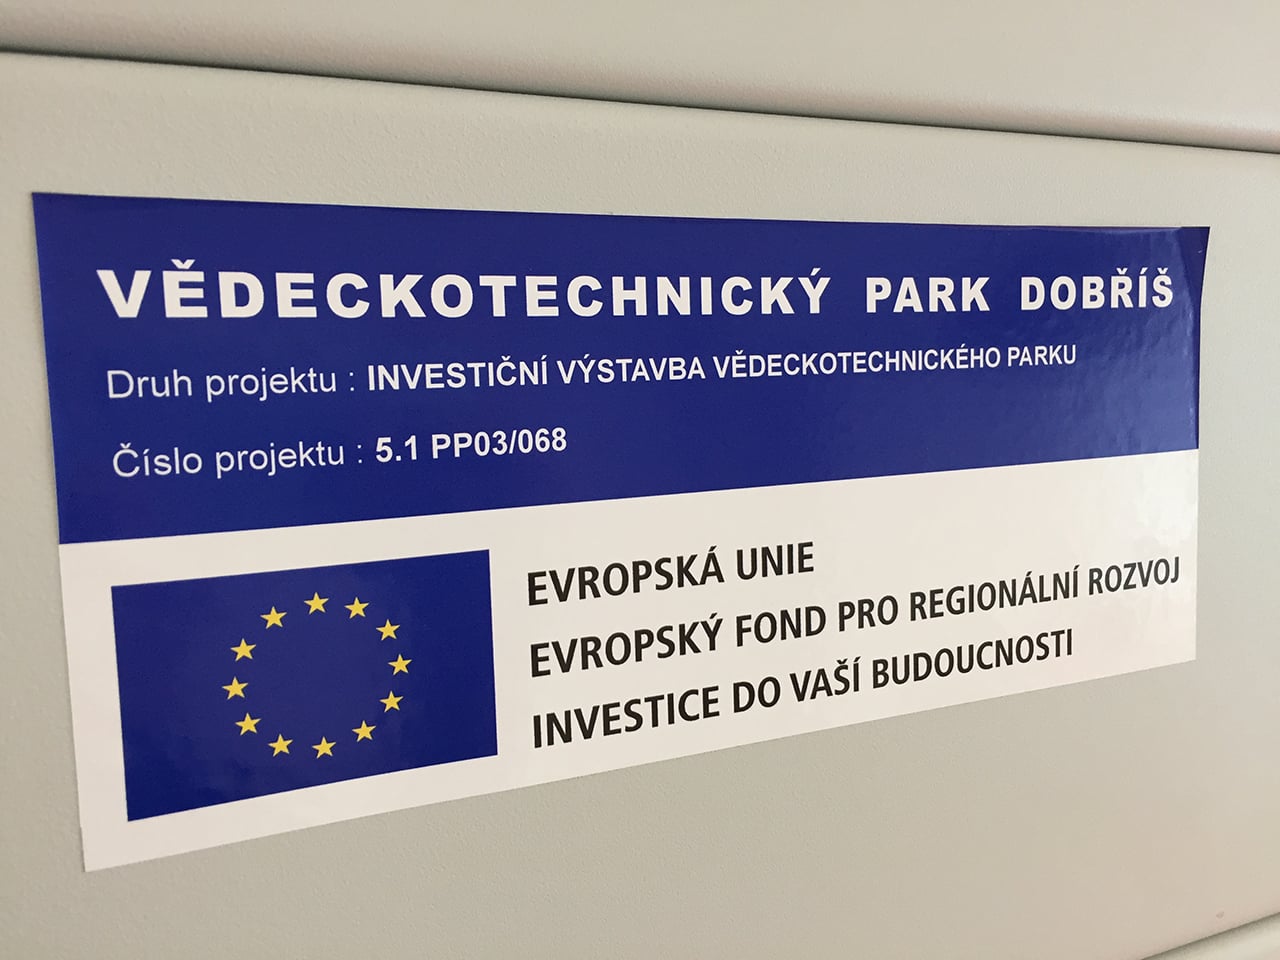 VĚDECKOTECHNICKÝ PARK DOBŘÍŠ
Druh projektu : INVESTIČNÍ VÝSTAVBA VĚDECKOTECHNICKÉHO PARKU
Číslo projektu : 5.1 PP03/068
EVROPSKÁ UNIE
EVROPSKÝ FOND PRO REGIONÁLNÍ ROZVOJ
INVESTICE DO VAŠÍ BUDOUCNOSTI